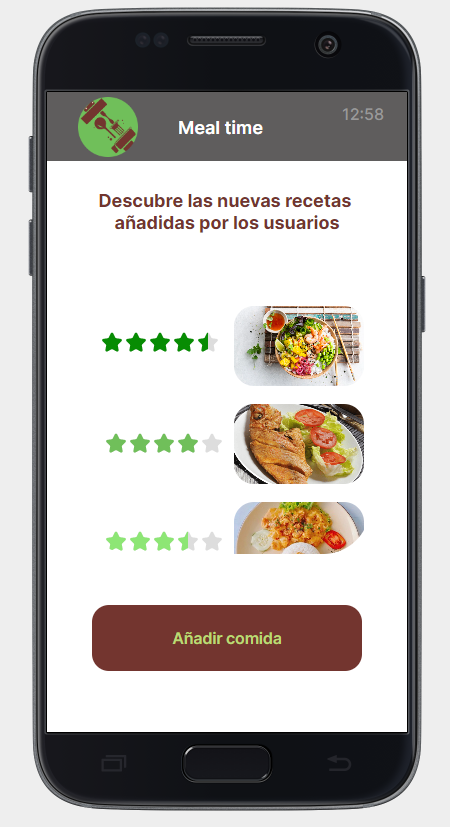 Meal time
12:58
Descubre las nuevas recetas
añadidas por los usuarios
Añadir comida